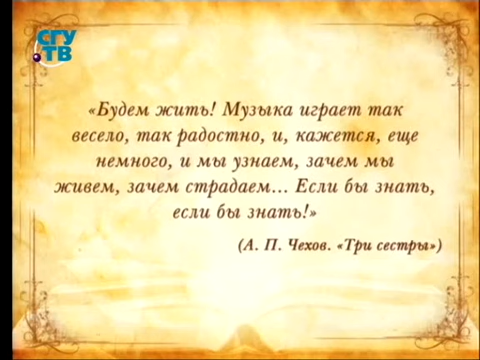 СГУ
ТВ
«Будем жить! Музыка играет так
весело, так радостно, и, кажется, еще
немного, и мы узнаем, зачем мы
живем, зачем страдаем... Если бы знать,
если бы знать!»
(А. П. Чехов. «Три сестры»)